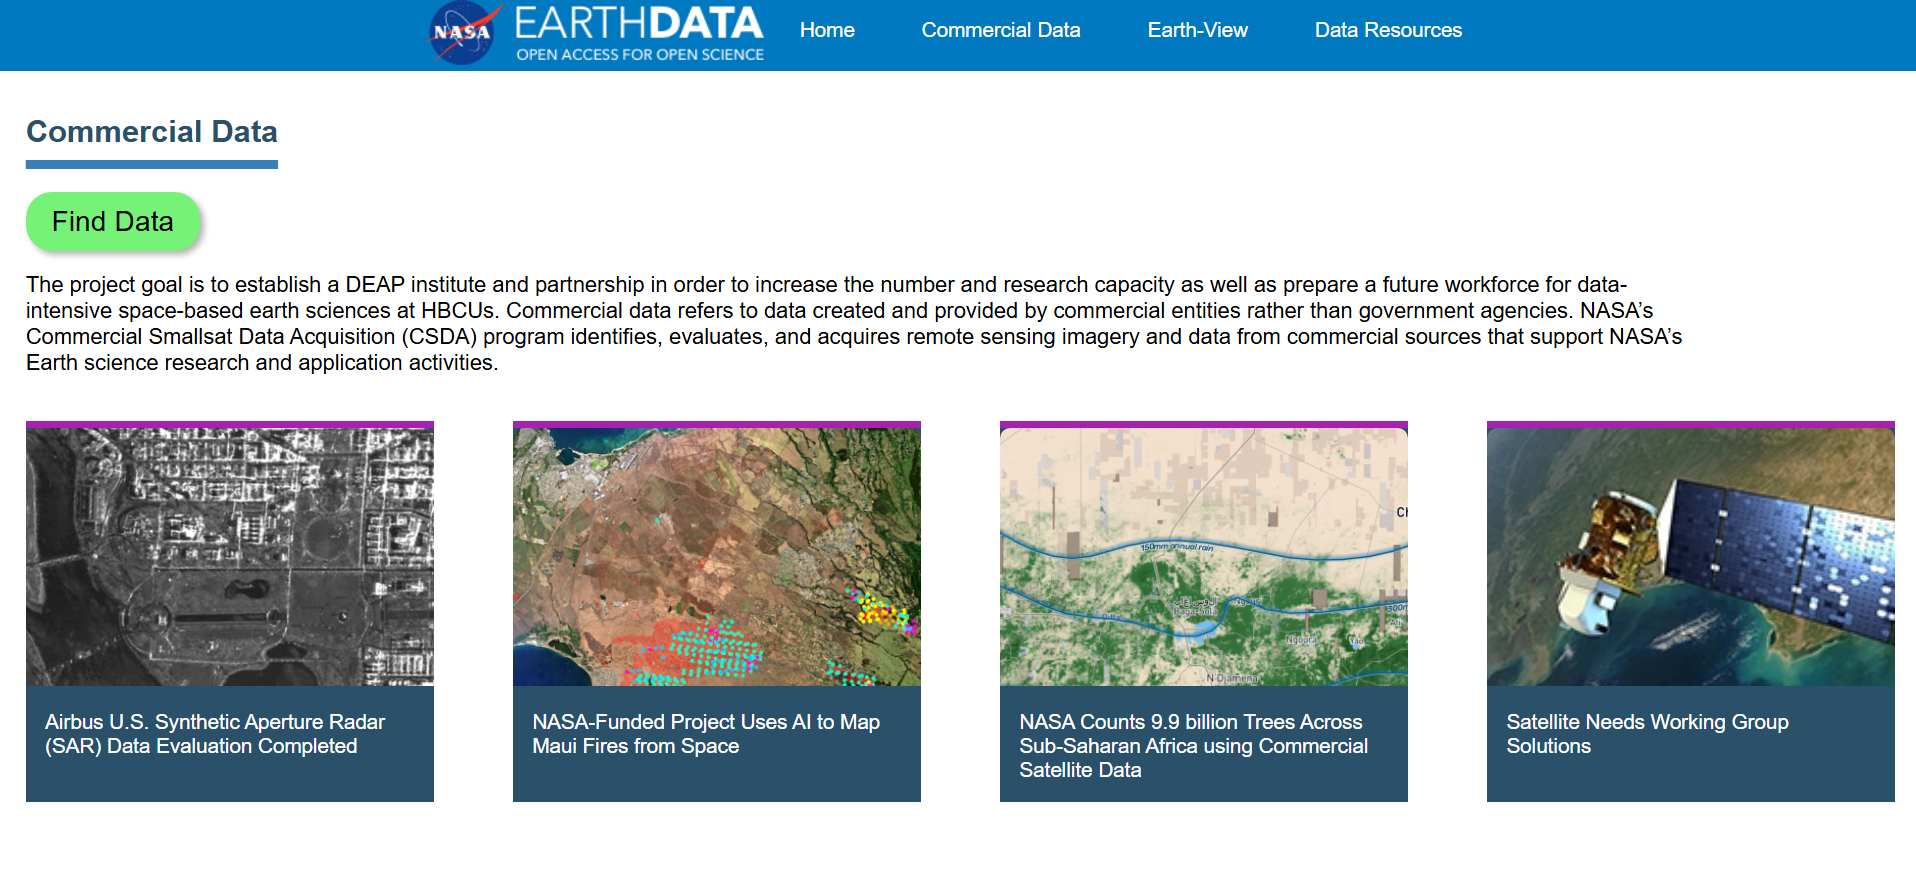 NASA
EARTHDATA
OPEN ACCESS FOR OPEN SCIENCE
Home
Commercial Data
Earth-View
Data Resources
Commercial Data
Find Data
The project goal is to establish a DEAP institute and partnership in order to increase the number and research capacity as well as prepare a future workforce for data-
intensive space-based earth sciences at HBCUs. Commercial data refers to data created and provided by commercial entities rather than government agencies. NASA’s
Commercial Smallsat Data Acquisition (CSDA) program identifies, evaluates, and acquires remote sensing imagery and data from commercial sources that support NASA’s
Earth science research and application activities.
150mm annual rain
Ngouri
300m
Ngoura
Yao
N'Djamena
Airbus U.S. Synthetic Aperture Radar
(SAR) Data Evaluation Completed
NASA-Funded Project Uses AI to Map
Maui Fires from Space
NASA Counts 9.9 billion Trees Across
Sub-Saharan Africa using Commercial
Satellite Data
Satellite Needs Working Group
Solutions